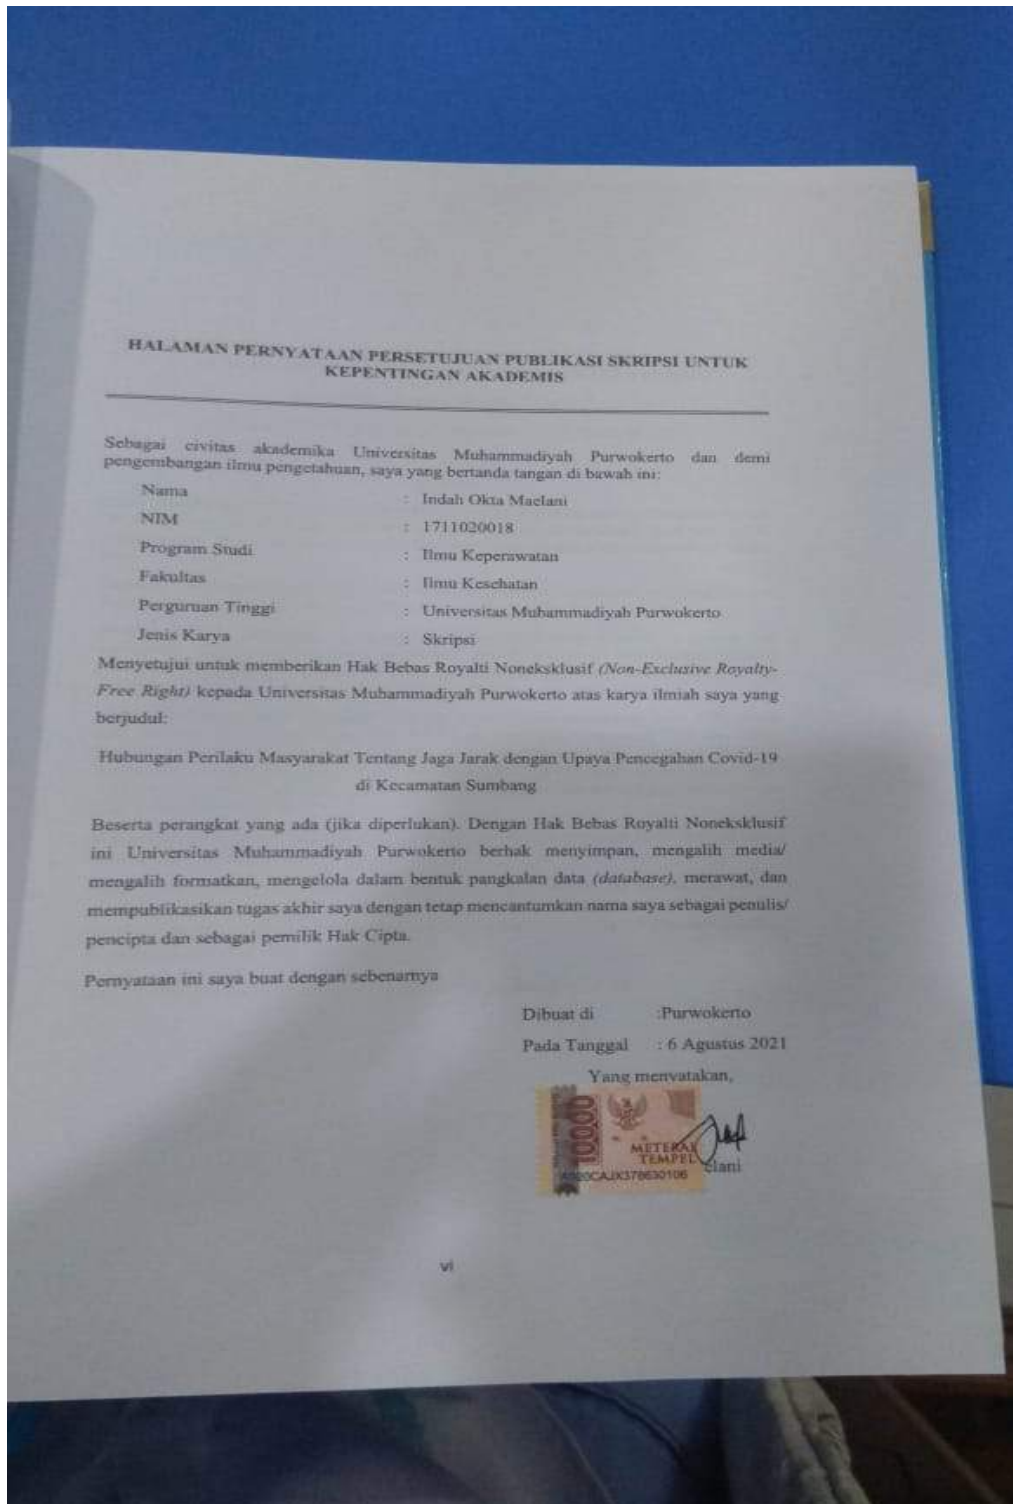 HALAMAN PERNYATAAN PERSETUJUAN PUBLIKASI SKRIPSI UNTUK
KEPENTINGAN AKADEMIS
Sebagai civitas akademika Universitas Muhammadiyah Purwokerto dan demi
pengembangan ilmu pengetahuan, saya yang bertanda tangan di bawah ini:
Nama : Indah Okta Maelani
NIM : 1711020018
Program Studi : Ilmu Keperawatan
Fakultas : Ilmu Kesehatan
Perguruan Tinggi : Universitas Muhammadiyah Purwokerto
Jenis Karya : Skripsi
Menyetujui untuk memberikan Hak Bebas Royalti Noneksklusif (Non-Exclusive Royalty-
Free Right) kepada Universitas Muhammadiyah Purwokerto atas karya ilmiah saya yang
berjudul:
Hubungan Perilaku Masyarakat Tentang Jaga Jarak dengan Upaya Pencegahan Covid-19
di Kecamatan Sumbang
Beserta perangkat yang ada (jika diperlukan). Dengan Hak Bebas Royalti Noneksklusif
ini Universitas Muhammadiyah Purwokerto berhak menyimpan, mengalih media/
mengalih formatkan, mengelola dalam bentuk pangkalan data (database), merawat, dan
mempublikasikan tugas akhir saya dengan tetap mencantumkan nama saya sebagai penulis/
pencipta dan sebagai pemilik Hak Cipta.
Pernyataan ini saya buat dengan sebenarnya
Dibuat di :Purwokerto
Pada Tanggal : 6 Agustus 2021
Yang menyatakan,
10000
METERAI
TEMPEL
elani
vi